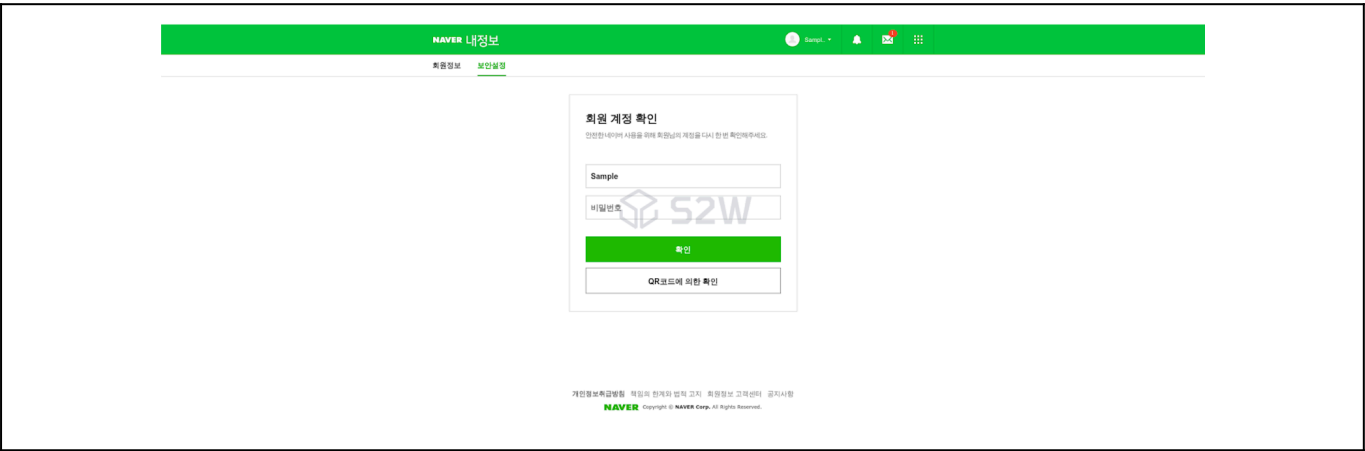 NAVER 내정보 Sampl.. 1
회원정보 보안설정
회원 계정 확인
안전한 네이버 사용을 위해 회원님의 계정을 다시 한 번 확인해주세요.
Sample
비밀번호
S2W
확인
QR코드에 의한 확인
개인정보취급방침 책임의 한계와 법적 고지 회원정보 고객센터 공지사항
NAVER Copyright © NAVER Corp. All Rights Reserved.